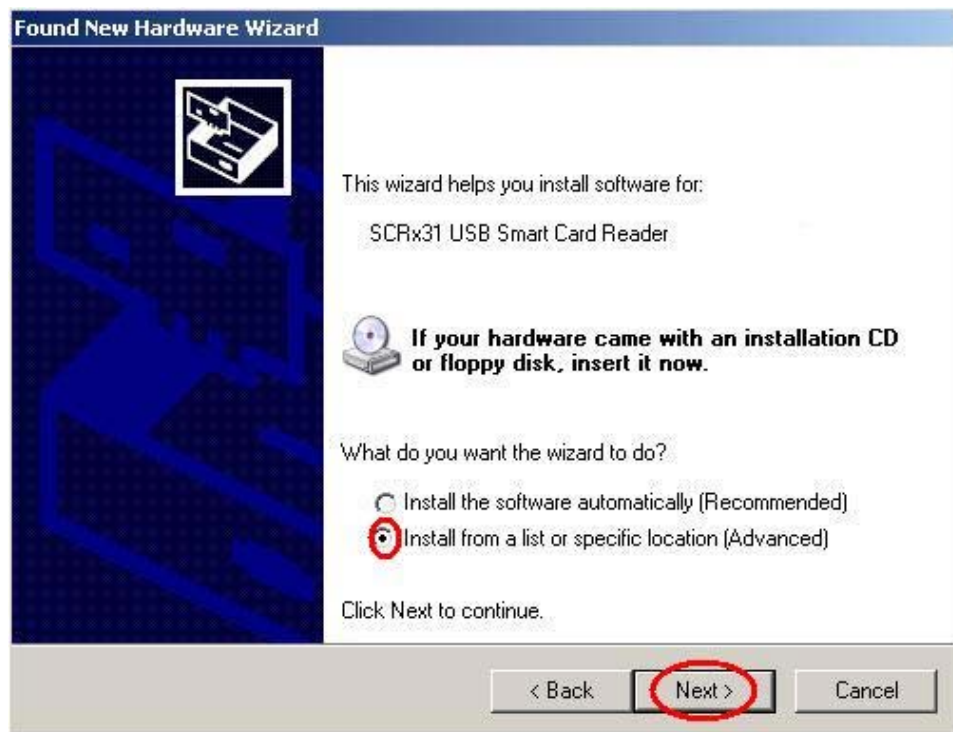 Found New Hardware Wizard
This wizard helps you install software for:
SCRx31 USB Smart Card Reader
If your hardware came with an installation CD
or floppy disk, insert it now.
What do you want the wizard to do?
Install the software automatically (Recommended)
Install from a list or specific location (Advanced)
Click Next to continue.
< Back Next > Cancel